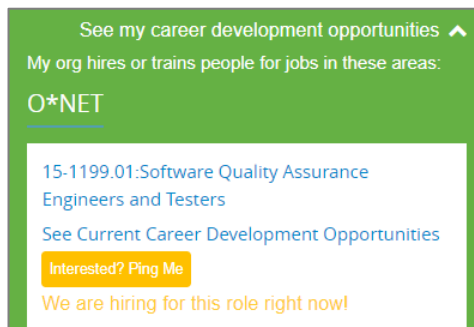 See my career development opportunities
My org hires or trains people for jobs in these areas:
O*NET
15-1199.01:Software Quality Assurance
Engineers and Testers
See Current Career Development Opportunities
Interested? Ping Me
We are hiring for this role right now!